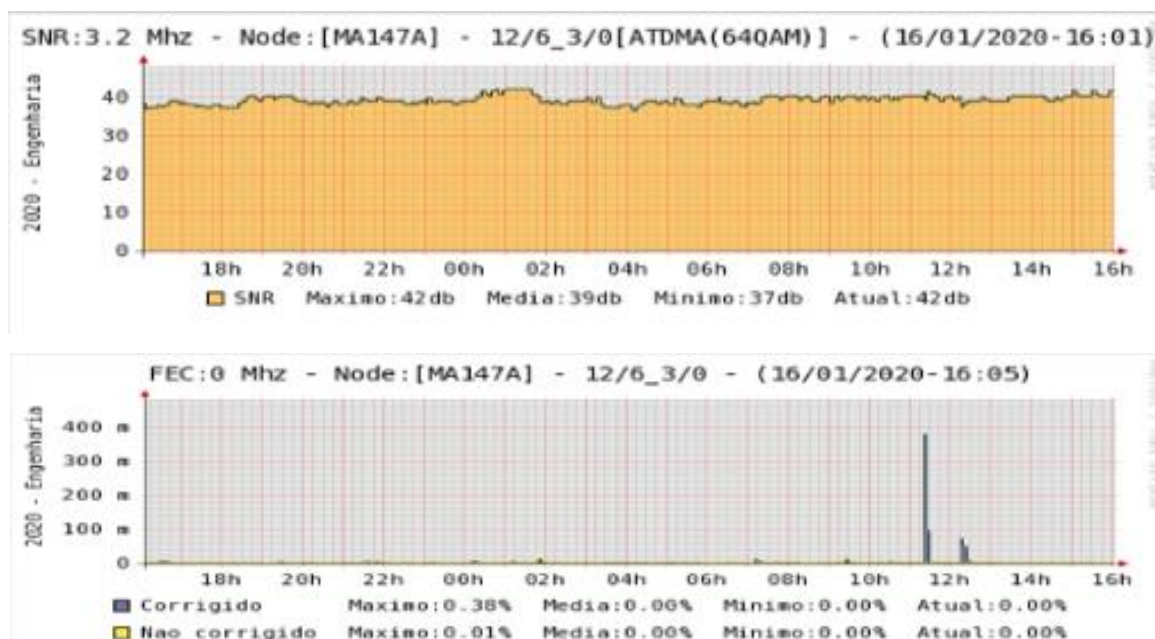 SNR:3.2 Mhz - Node:[MA147A] - 12/6_3/0[ATDMA(64QAM)] - (16/01/2020-16:01)
2020 - Engenharia
40
30
20
10
0
18h 20h 22h 00h 02h 04h 06h 08h 10h 12h 14h 16h
SNR Maximo:42db Media:39db Minimo:37db Atual:42db
FEC:0 Mhz - Node:[MA147A] - 12/6_3/0 - (16/01/2020-16:05)
2020 - Engenharia
400 m
300 m
200 m
100 m
0
18h 20h 22h 00h 02h 04h 06h 08h 10h 12h 14h 16h
Corrigido Maximo:0.38% Media:0.00% Minimo:0.00% Atual:0.00%
Nao corrigido Maximo:0.01% Media:0.00% Minimo:0.00% Atual:0.00%